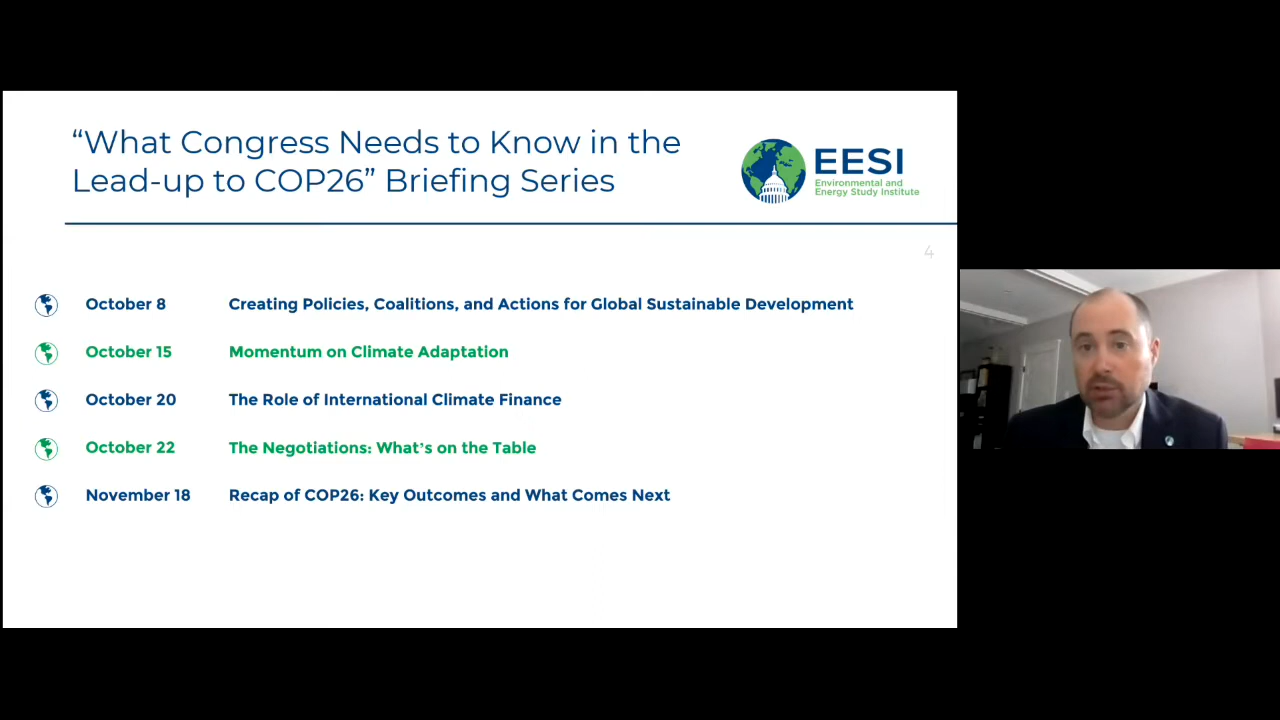 “What Congress Needs to Know in the
Lead-up to COP26” Briefing Series
EESI
Environmental and
Energy Study Institute
4
October 8 Creating Policies, Coalitions, and Actions for Global Sustainable Development
October 15 Momentum on Climate Adaptation
October 20 The Role of International Climate Finance
October 22 The Negotiations: What’s on the Table
November 18 Recap of COP26: Key Outcomes and What Comes Next